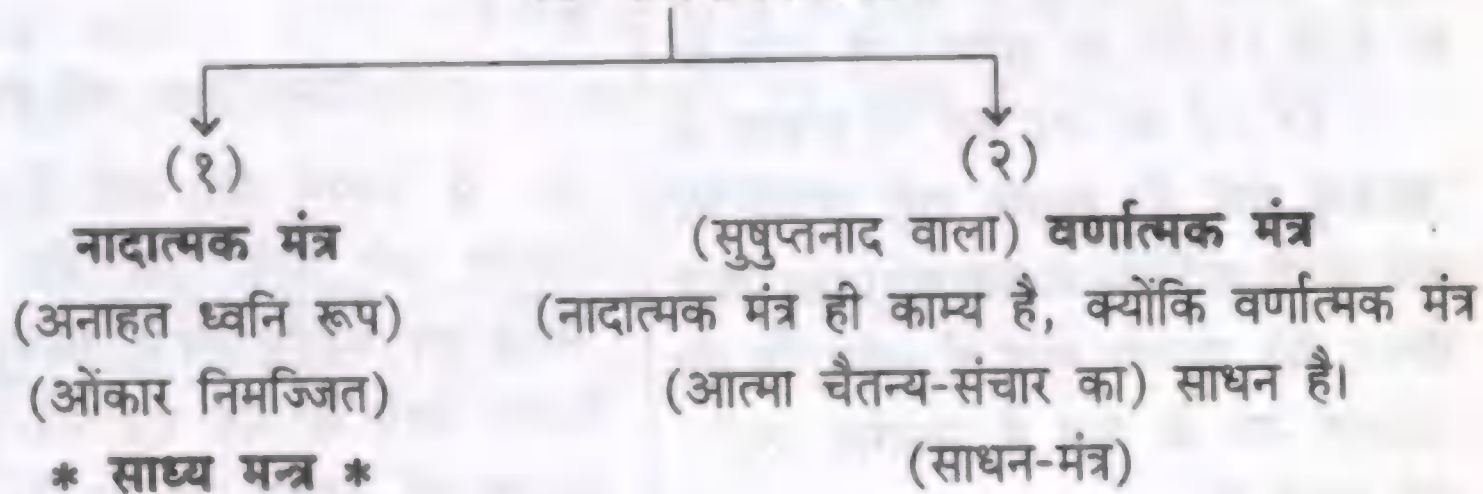 (१)
नादात्मक मंत्र
(अनाहत ध्वनि रूप)
(ओंकार निमज्जित)
* साध्य मन्त्र *
(२)
(सुषुप्तनाद वाला) वर्णात्मक मंत्र
(नादात्मक मंत्र ही काम्य है, क्योंकि वर्णात्मक मंत्र
(आत्मा चैतन्य-संचार का) साधन है।
(साधन-मंत्र)